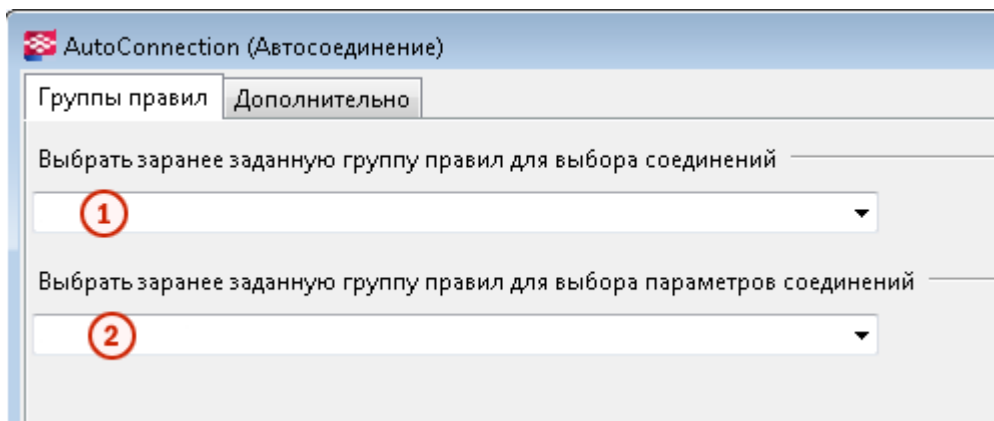 AutoConnection (Автосоединение)
Группы правил Дополнительно
Выбрать заранее заданную группу правил для выбора соединений
1
Выбрать заранее заданную группу правил для выбора параметров соединений
2